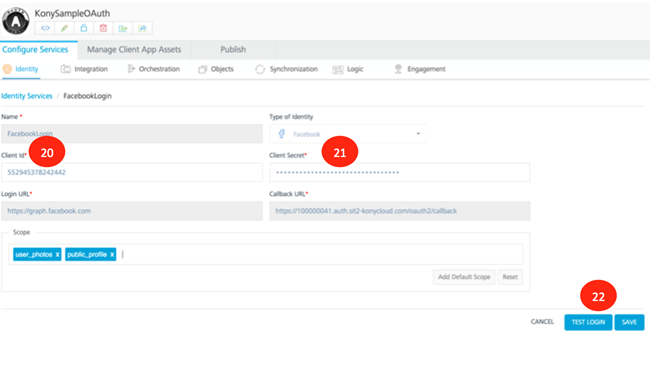 KonySampleOAuth
Configure Services Manage Client App Assets Publish
Identity Integration Orchestration Objects Synchronization Logic Engagement
Identity Services / FacebookLogin
Name * Type of Identity
FacebookLogin Facebook
20 21
Client Id* Client Secret*
552945378242442 ••••••••••••••••••••••••••••••••
Login URL* Callback URL*
https://graph.facebook.com https://100000041.auth.sit2-konycloud.com/oauth2/callback
Scope
user_photos x public_profile x
Add Default Scope Reset
22
CANCEL TEST LOGIN SAVE